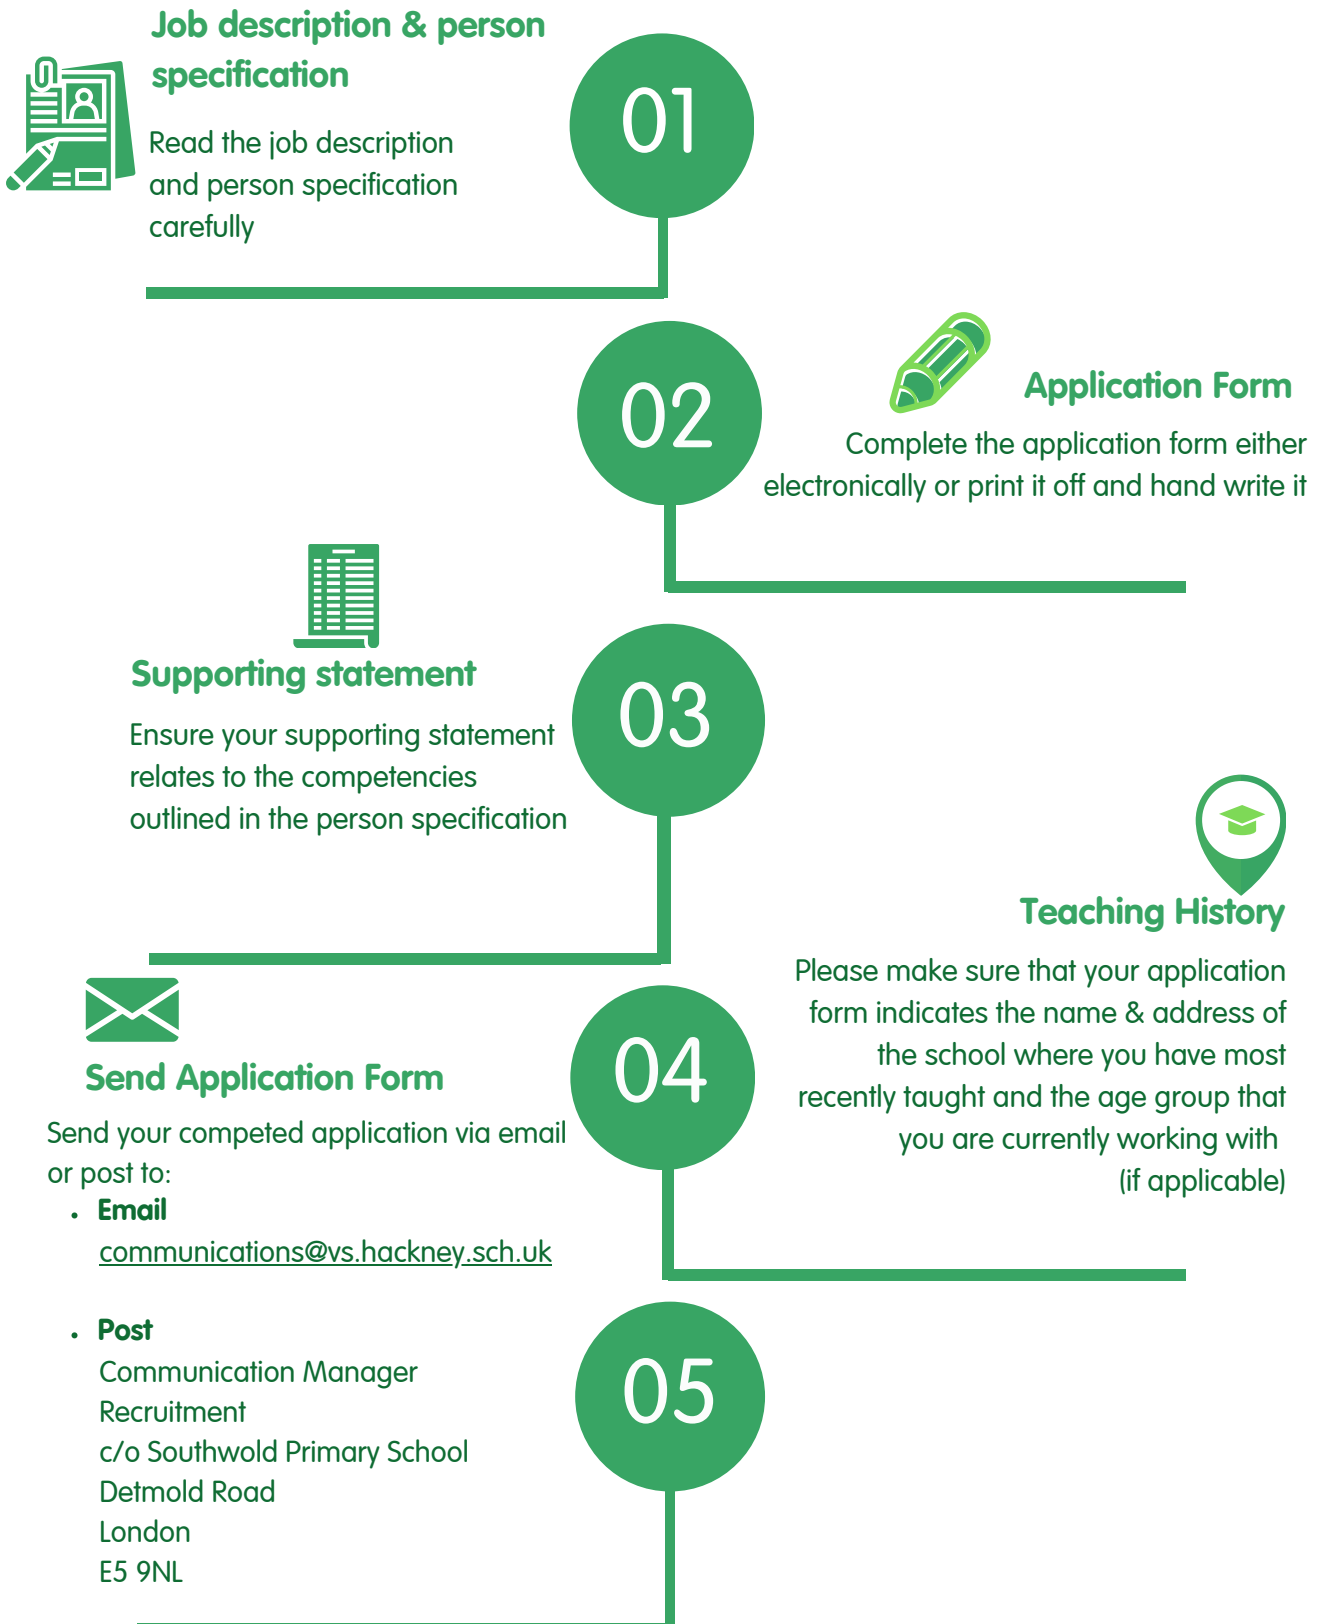 Job description & person
specification
Read the job description
and person specification
carefully
01
02
Application Form
Complete the application form either
electronically or print it off and hand write it
Supporting statement
Ensure your supporting statement
relates to the competencies
outlined in the person specification
03
04
Teaching History
Please make sure that your application
form indicates the name & address of
the school where you have most
recently taught and the age group that
you are currently working with
(if applicable)
Send Application Form
Send your competed application via email
or post to:
• Email
communications@vs.hackney.sch.uk
• Post
Communication Manager
Recruitment
c/o Southwold Primary School
Detmold Road
London
E5 9NL
05